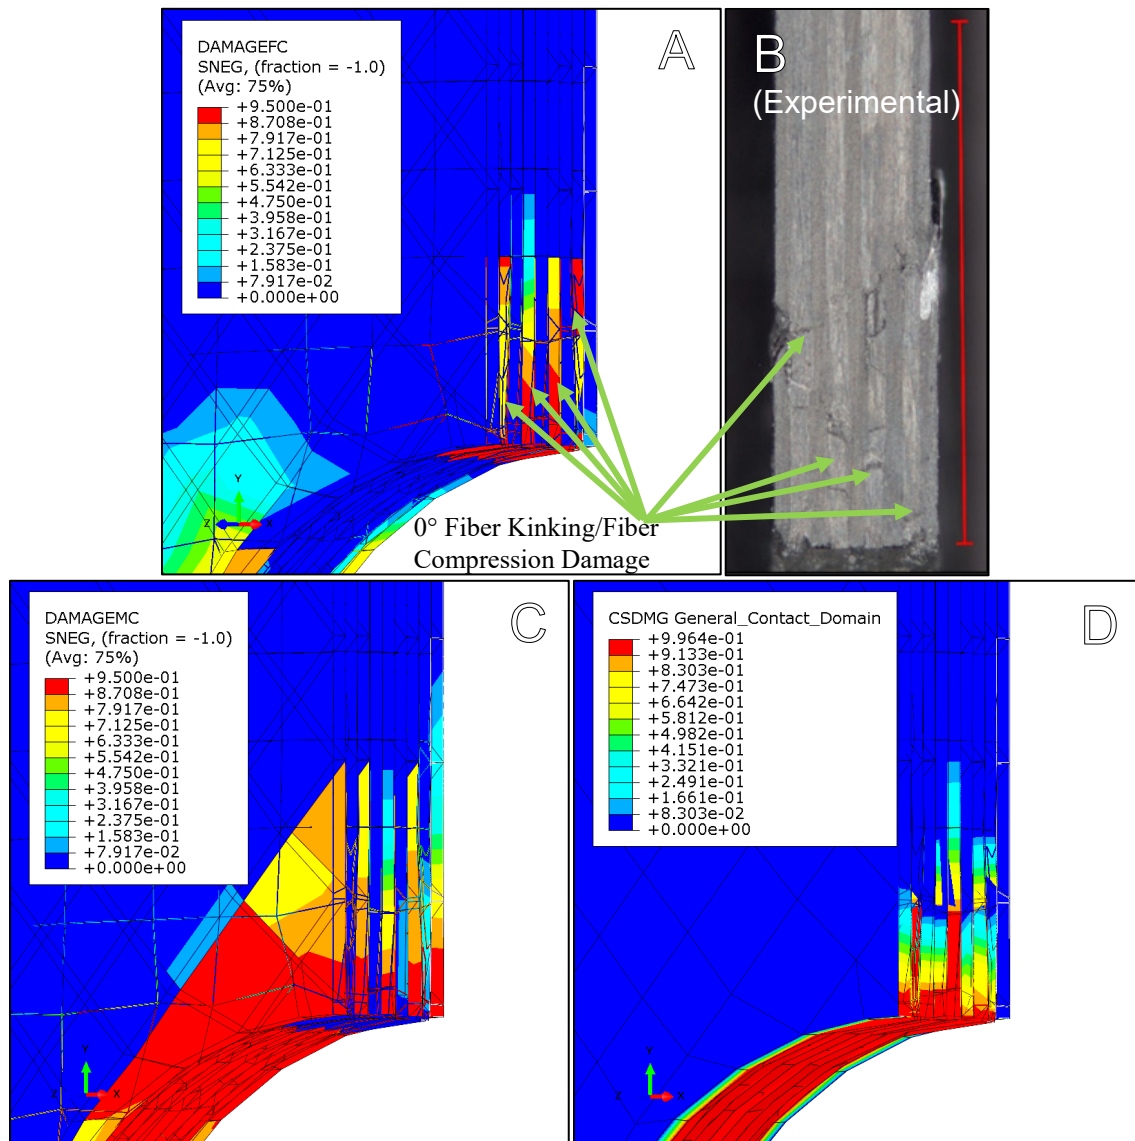 DAMAGEFC
SNEG, (fraction = -1.0)
(Avg: 75%)
+9.500e-01
+8.708e-01
+7.917e-01
+7.125e-01
+6.333e-01
+5.542e-01
+4.750e-01
+3.958e-01
+3.167e-01
+2.375e-01
+1.583e-01
+7.917e-02
+0.000e+00
A
Y
Z
X
B
(Experimental)
0° Fiber Kinking/Fiber
Compression Damage
DAMAGEMC
SNEG, (fraction = -1.0)
(Avg: 75%)
+9.500e-01
+8.708e-01
+7.917e-01
+7.125e-01
+6.333e-01
+5.542e-01
+4.750e-01
+3.958e-01
+3.167e-01
+2.375e-01
+1.583e-01
+7.917e-02
+0.000e+00
C
Y
X
CSDMG General_Contact_Domain
+9.964e-01
+9.133e-01
+8.303e-01
+7.473e-01
+6.642e-01
+5.812e-01
+4.982e-01
+4.151e-01
+3.321e-01
+2.491e-01
+1.661e-01
+8.303e-02
+0.000e+00
D
Y
X